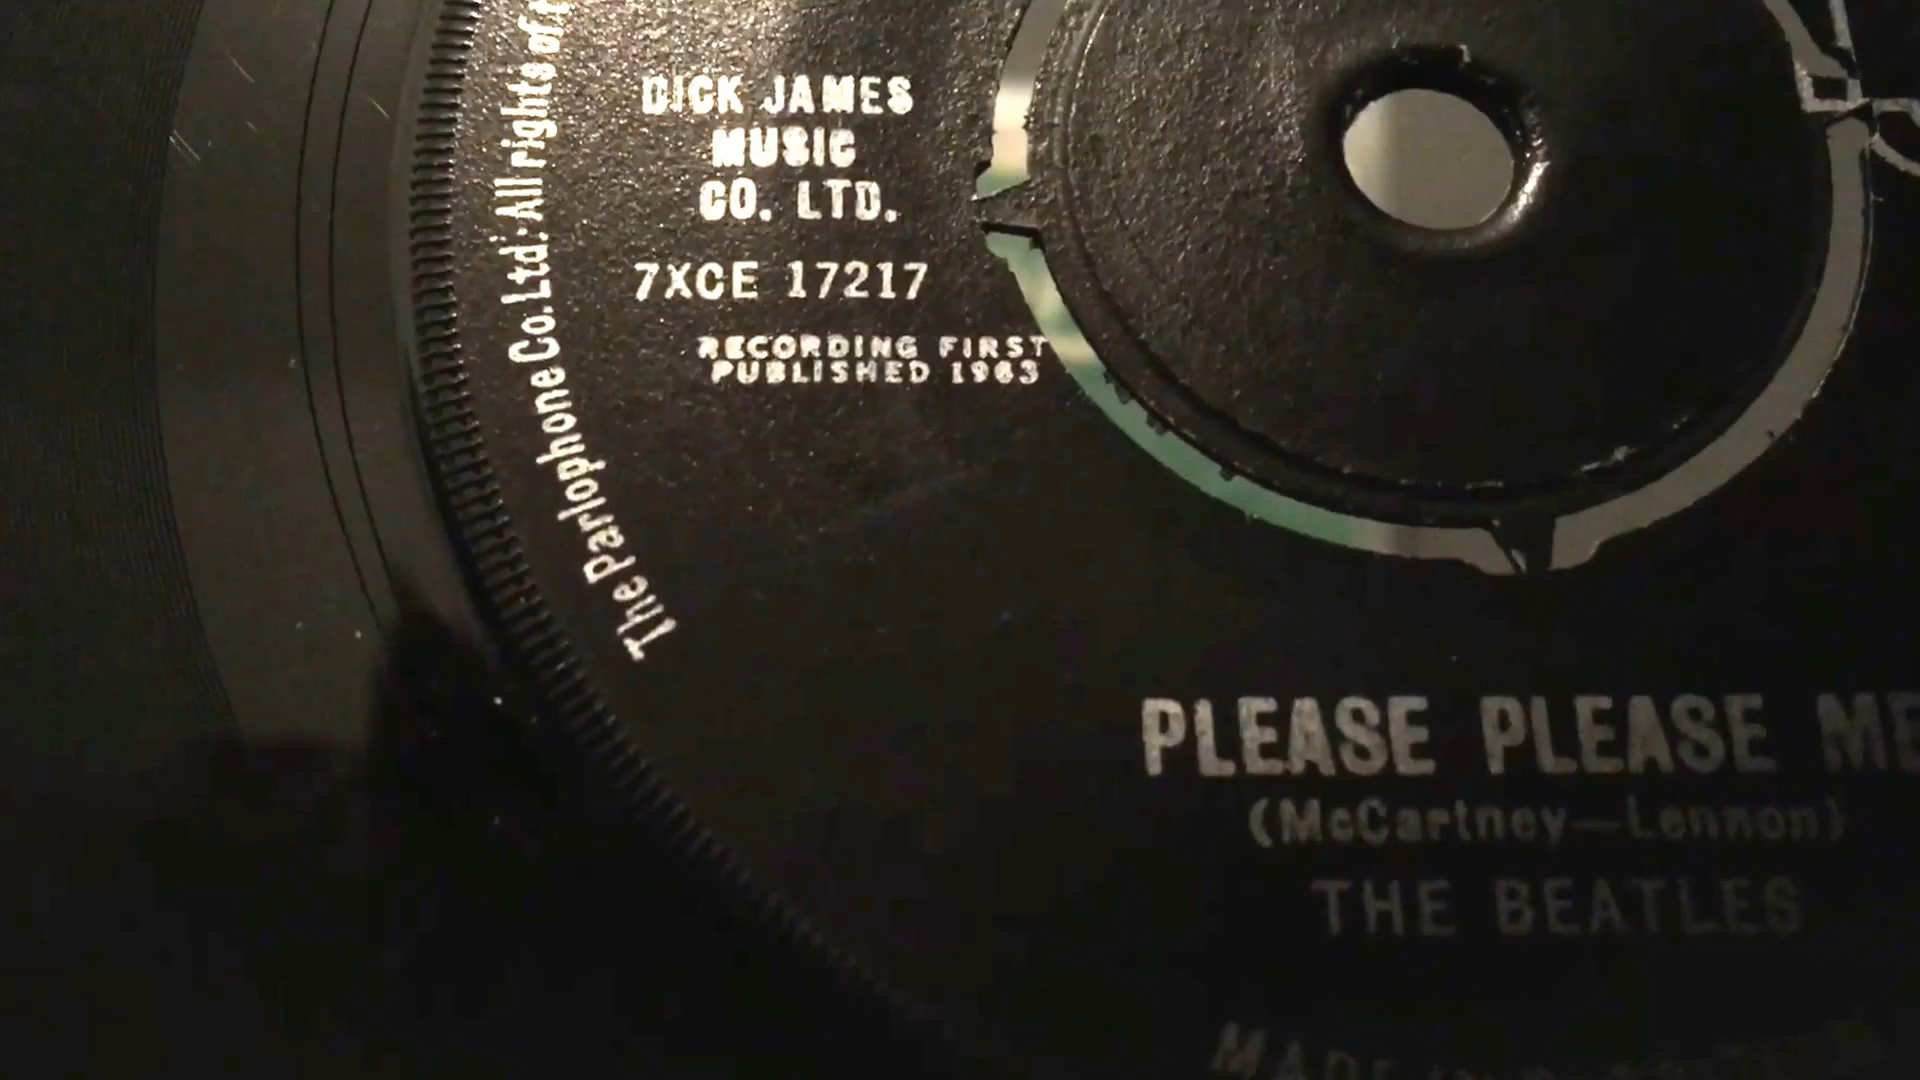 DICK JAMES
MUSIC
CO. LTD.
7XCE 17217
RECORDING FIRST
PUBLISHED 1963
The Parlophone Co.Ltd: All rights of
PLEASE PLEASE ME
(McCartney—Lennon)
THE BEATLES
MADE